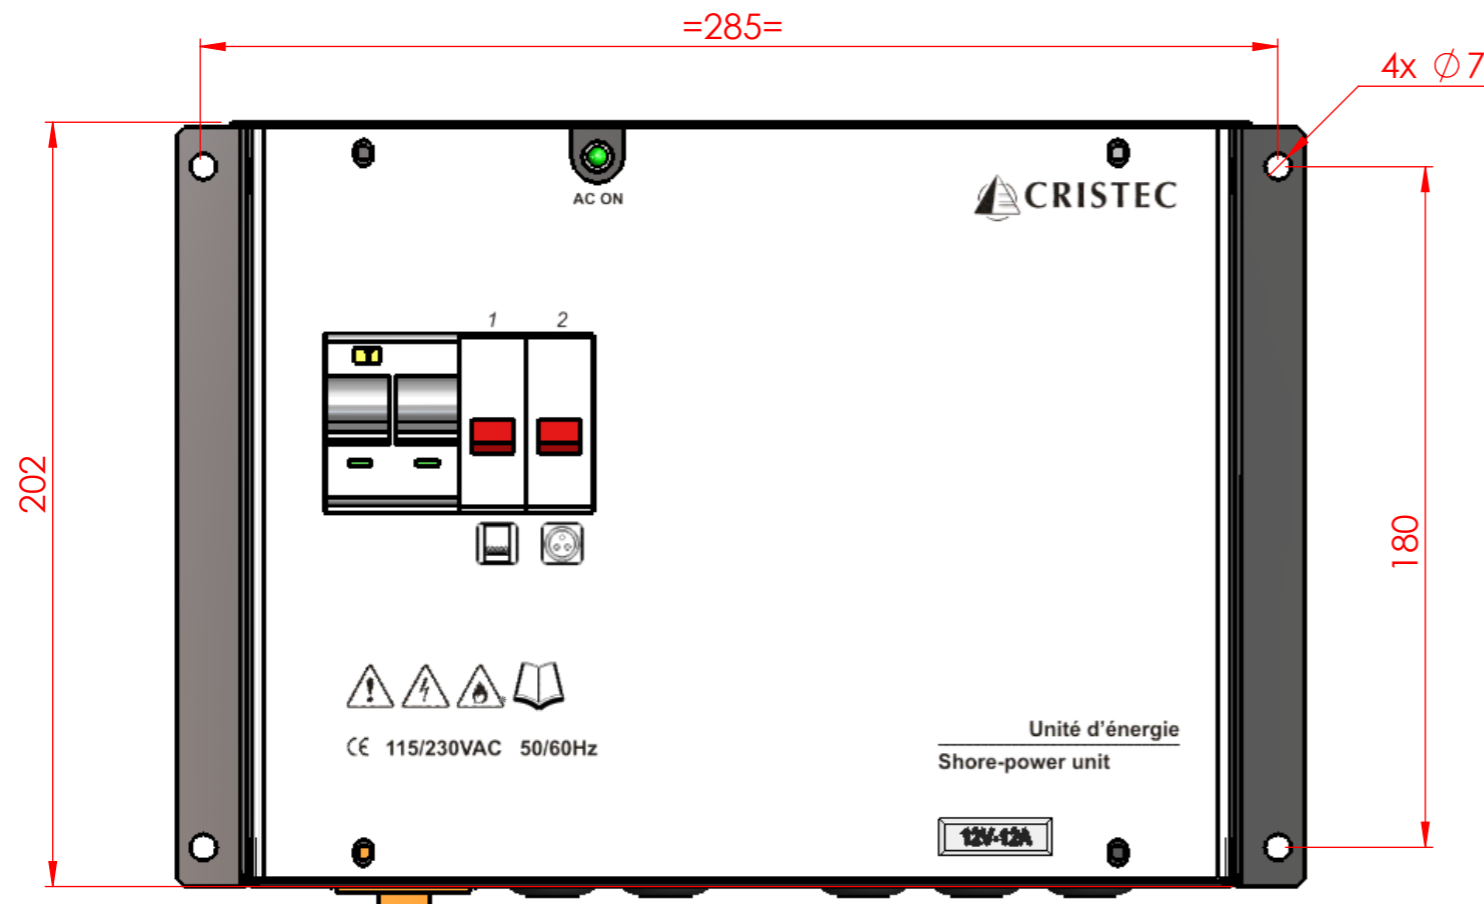 =285=
4x ∅7
AC ON
CRISTEC
1 2
202
180
Unité d'énergie
Shore-power unit
CE 115/230VAC 50/60Hz
12V-12A